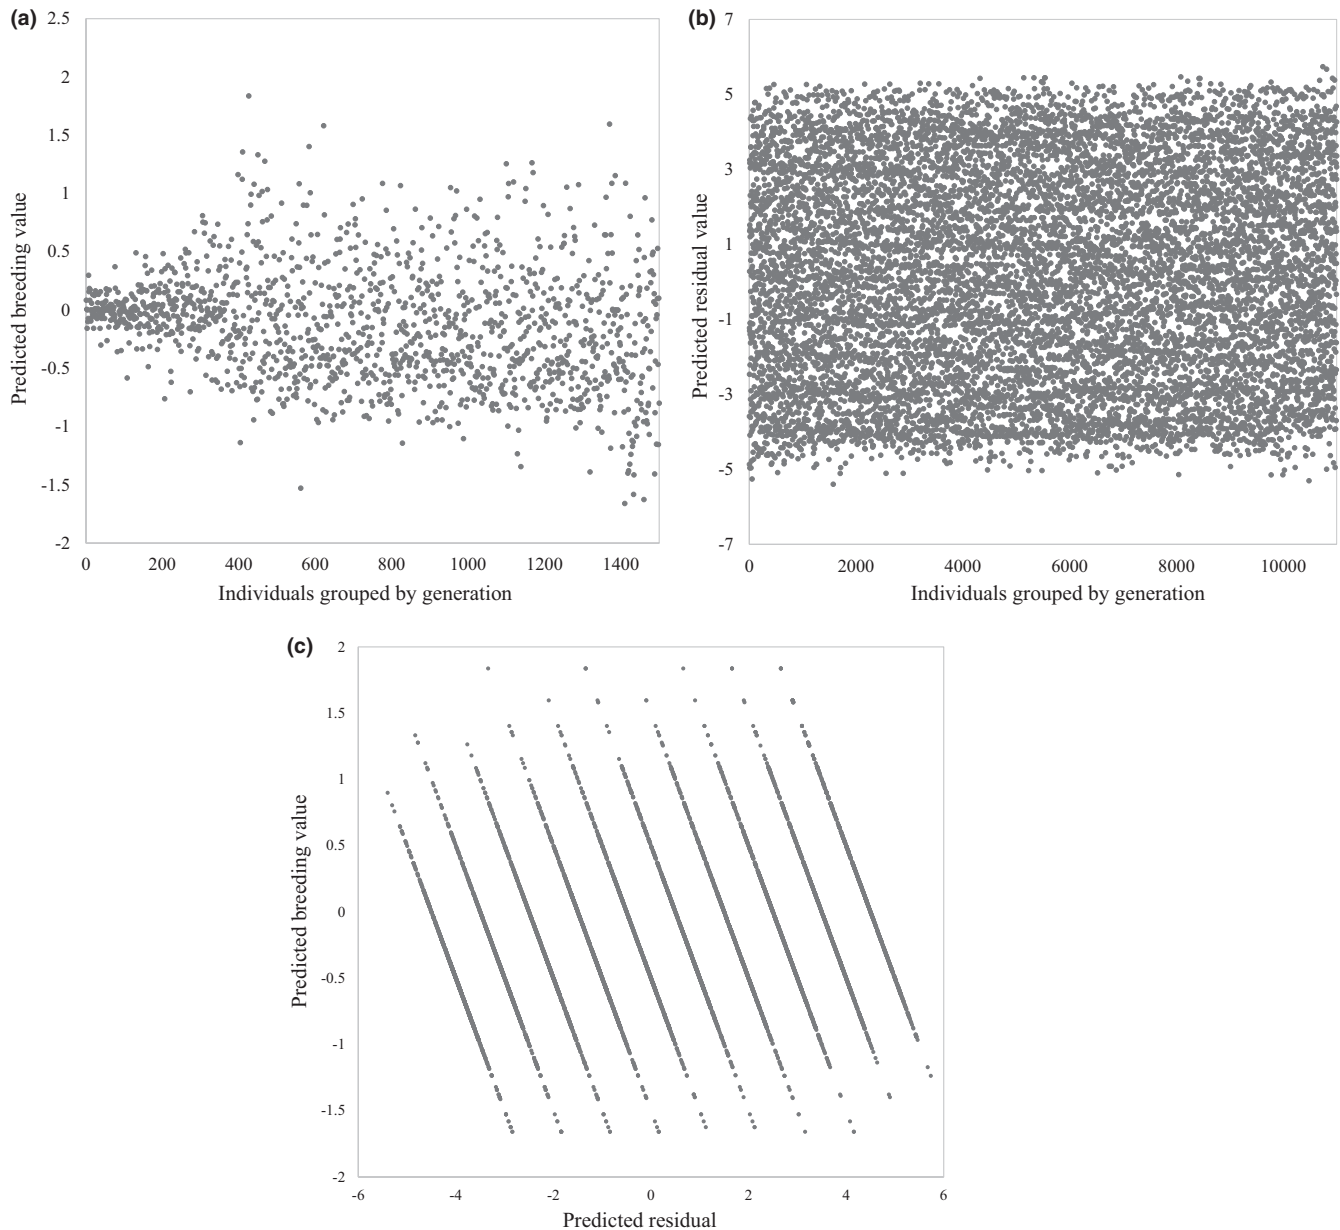 (a)
2.5
2
1.5
1
0.5
0
-0.5
-1
-1.5
-2
Predicted breeding value
0 200 400 600 800 1000 1200 1400
Individuals grouped by generation
(b)
7
5
3
1
-1
-3
-5
-7
Predicted residual value
0 2000 4000 6000 8000 10000
Individuals grouped by generation
(c)
2
1.5
1
0.5
0
-0.5
-1
-1.5
-2
Predicted breeding value
-6 -4 -2 0 2 4 6
Predicted residual